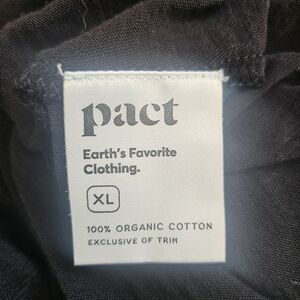 pact
Earth's Favorite
Clothing.
XL
100% ORGANIC COTTON
EXCLUSIVE OF TRIM